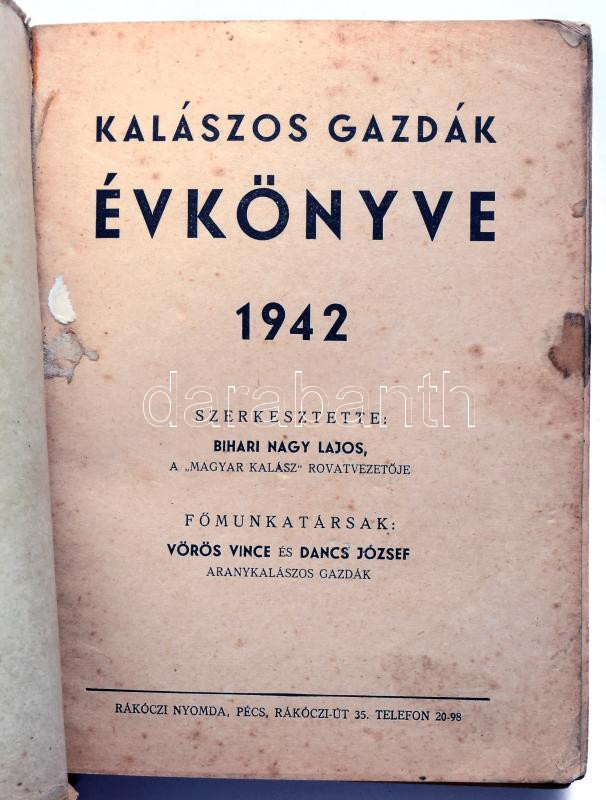 KALÁSZOS GAZDÁK
ÉVKÖNYVE
1942
darabanth
SZERKESZTETTE:
BIHARI NAGY LAJOS,
A „MAGYAR KALÁSZ" ROVATVEZETŐJE
FŐMUNKATÁRSAK:
VÖRÖS VINCE ÉS DANCS JÓZSEF
ARANYKALÁSZOS GAZDÁK
RÁKÓCZI NYOMDA, PÉCS, RÁKÓCZI-ÚT 35. TELEFON 20-98